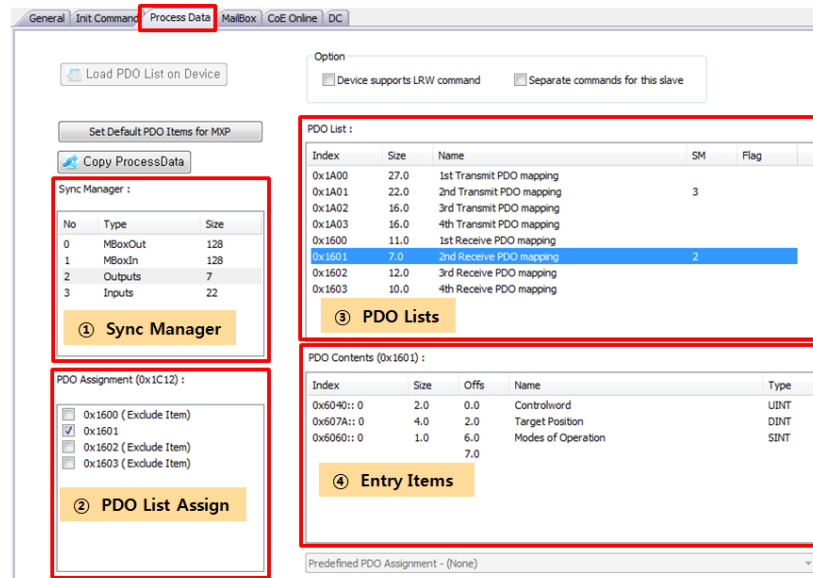 General Init Command Process Data MailBox CoE Online DC
Load PDO List on Device
Option
Device supports LRW command Separate commands for this slave
Set Default PDO Items for MXP
Copy ProcessData
Sync Manager :
No Type Size
0 MBoxOut 128
1 MBoxIn 128
2 Outputs 7
3 Inputs 22
① Sync Manager
PDO List :
Index Size Name SM Flag
0x1A00 27.0 1st Transmit PDO mapping
0x1A01 22.0 2nd Transmit PDO mapping 3
0x1A02 16.0 3rd Transmit PDO mapping
0x1A03 16.0 4th Transmit PDO mapping
0x1600 11.0 1st Receive PDO mapping
0x1601 7.0 2nd Receive PDO mapping 2
0x1602 12.0 3rd Receive PDO mapping
0x1603 10.0 4th Receive PDO mapping
③ PDO Lists
PDO Assignment (0x1C12) :
0x1600 ( Exclude Item)
0x1601
0x1602 ( Exclude Item)
0x1603 ( Exclude Item)
② PDO List Assign
PDO Contents (0x1601) :
Index Size Offs Name Type
0x6040:: 0 2.0 0.0 Controlword UINT
0x607A:: 0 4.0 2.0 Target Position DINT
0x6060:: 0 1.0 6.0 Modes of Operation SINT
7.0
④ Entry Items
Predefined PDO Assignment - (None)